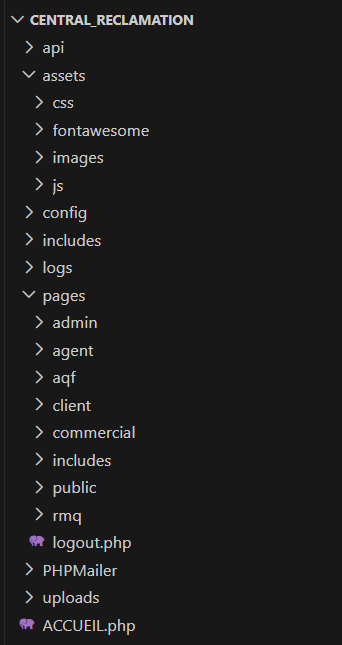 CENTRAL_RECLAMATION
api
assets
css
fontawesome
images
js
config
includes
logs
pages
admin
agent
aqf
client
commercial
includes
public
rmq
logout.php
PHPMailer
uploads
ACCUEIL.php